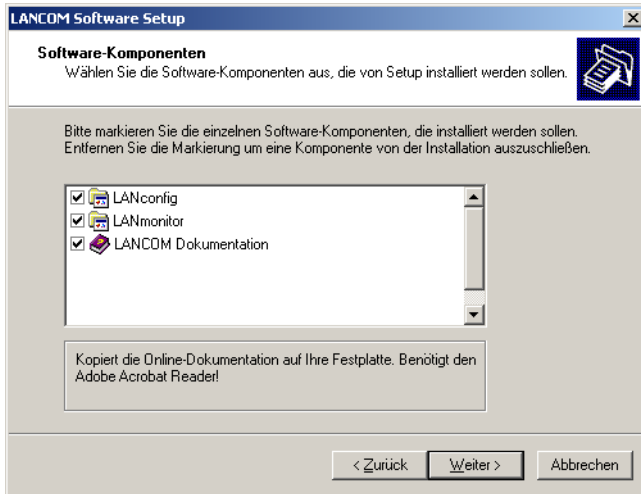 LANCOM Software Setup
Software-Komponenten
Wählen Sie die Software-Komponenten aus, die von Setup installiert werden sollen.
Bitte markieren Sie die einzelnen Software-Komponenten, die installiert werden sollen.
Entfernen Sie die Markierung um eine Komponente von der Installation auszuschließen.
LANconfig
LANmonitor
LANCOM Dokumentation
Kopiert die Online-Dokumentation auf Ihre Festplatte. Benötigt den
Adobe Acrobat Reader!
< Zurück Weiter > Abbrechen